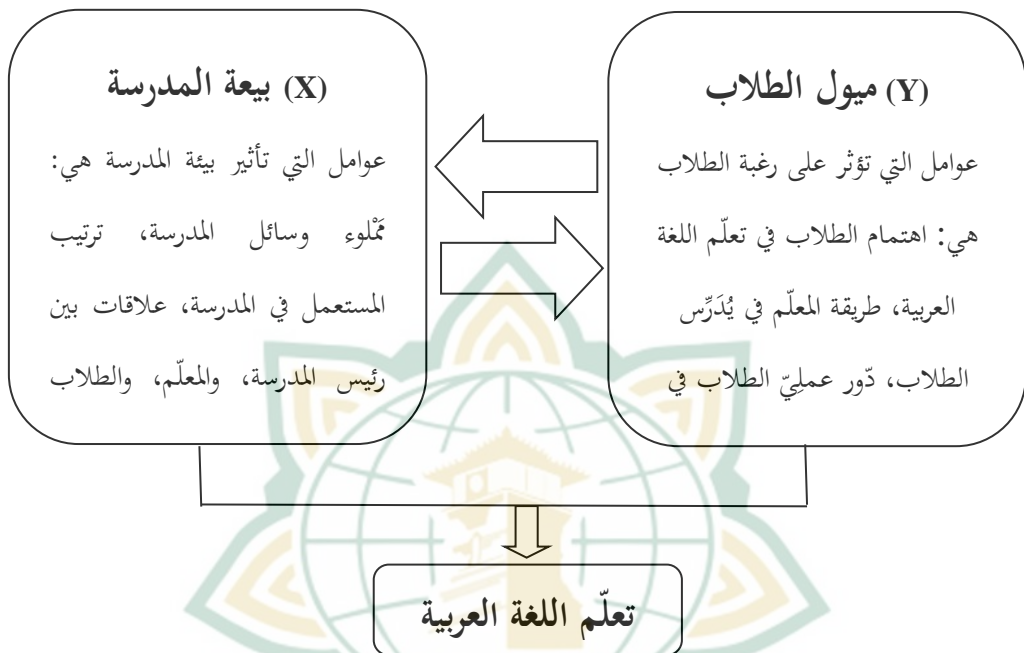 (Y) ميول الطلاب
عوامل التي تؤثر على رغبة الطلاب
هي: اهتمام الطلاب في تعلّم اللغة
العربية، طريقة المعلّم في يُدَرِّس
الطلاب، دّور عملِيّ الطلاب في
(X) بيعة المدرسة
عوامل التي تأثير بيئة المدرسة هي:
مَمْلوء وسائل المدرسة، ترتيب
المستعمل في المدرسة، علاقات بين
رئيس المدرسة، والمعلّم، والطلاب
تعلّم اللغة العربية